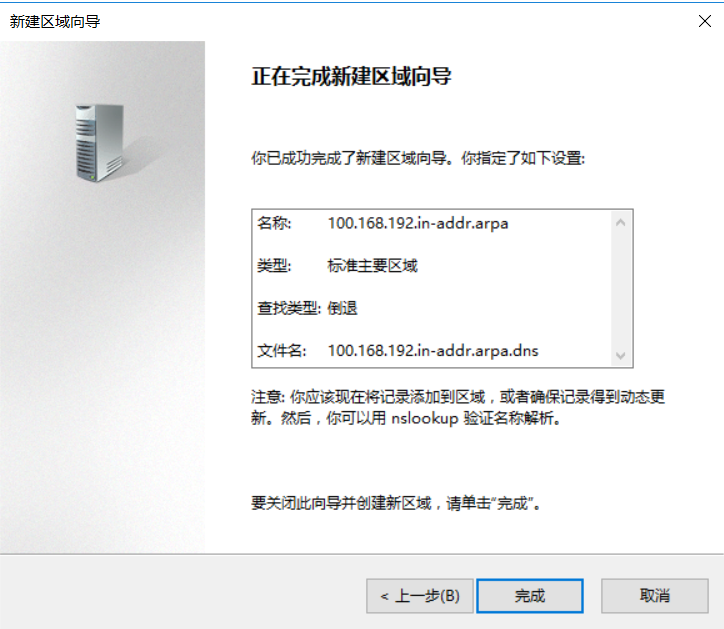 新建区域向导
正在完成新建区域向导
你已成功完成了新建区域向导。你指定了如下设置:
名称: 100.168.192.in-addr.arpa
类型: 标准主要区域
查找类型: 倒退
文件名: 100.168.192.in-addr.arpa.dns
注意: 你应该现在将记录添加到区域，或者确保记录得到动态更
新。然后，你可以用 nslookup 验证名称解析。
要关闭此向导并创建新区域，请单击“完成”。
< 上一步(B) 完成 取消